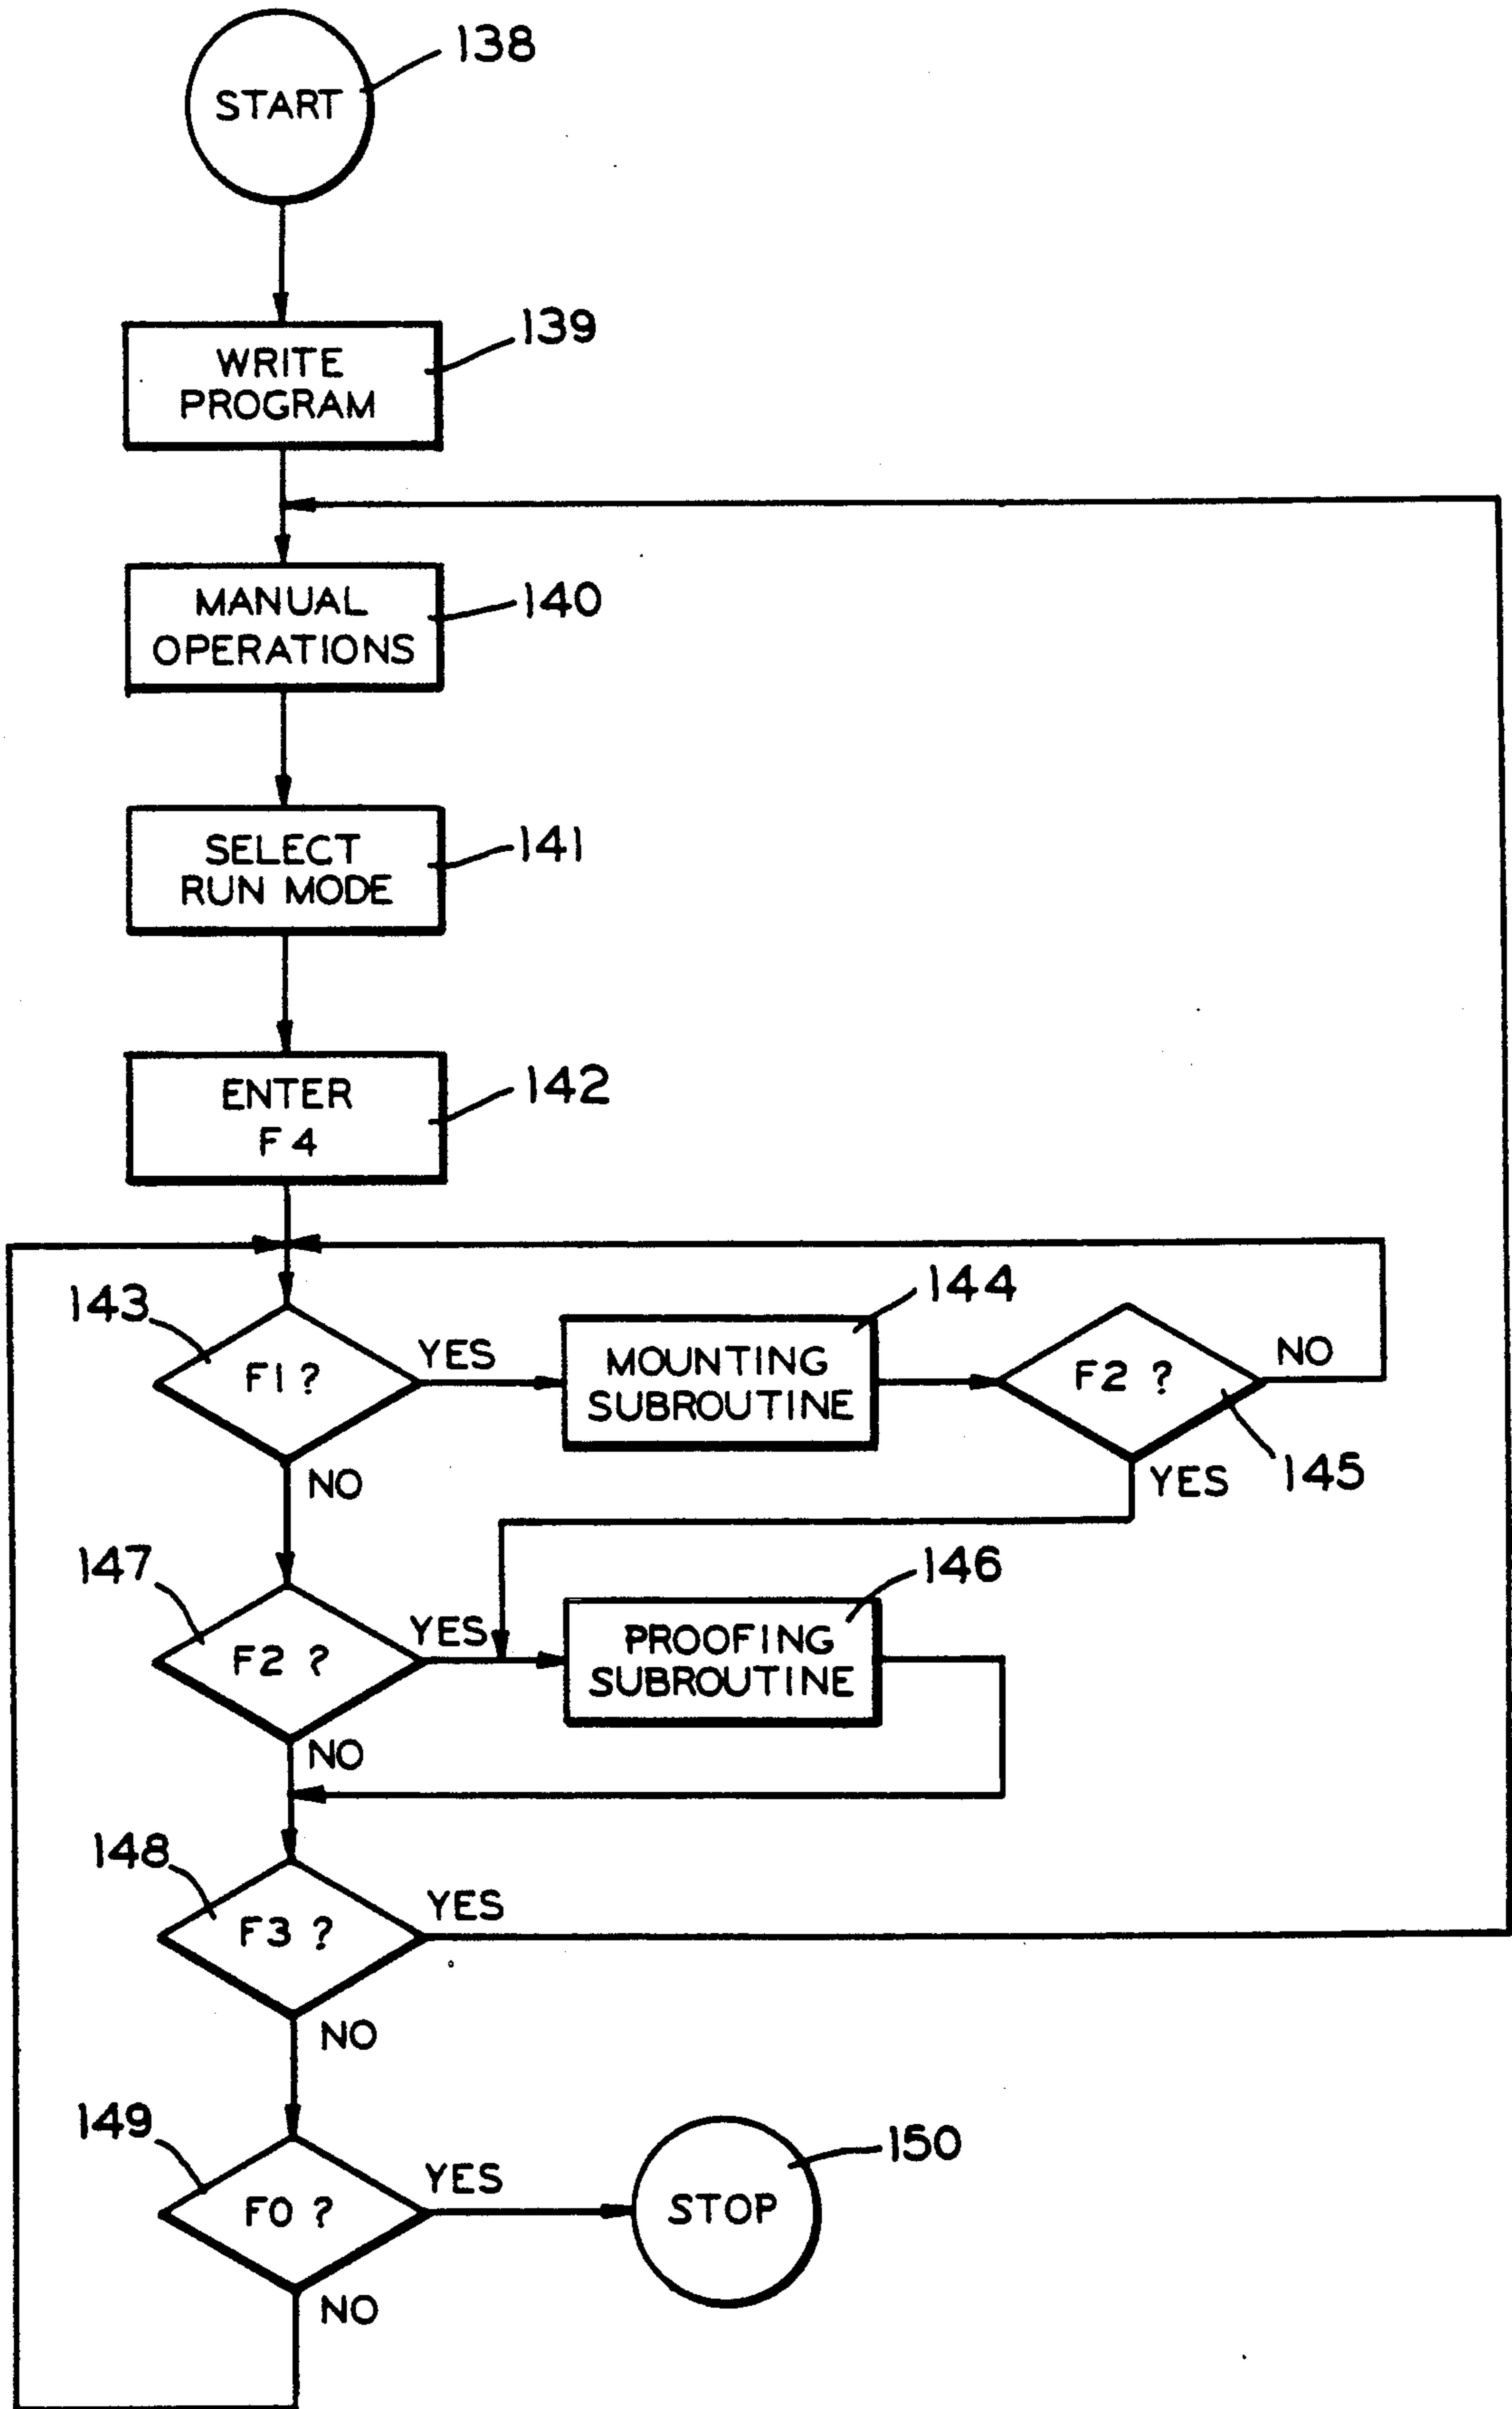 START
138
WRITE
PROGRAM
139
MANUAL
OPERATIONS
140
SELECT
RUN MODE
141
ENTER
F4
142
143
F1 ?
YES
NO
MOUNTING
SUBROUTINE
144
F2 ?
NO
YES
145
147
F2 ?
YES
NO
PROOFING
SUBROUTINE
146
148
F3 ?
YES
NO
149
F0 ?
YES
NO
STOP
150